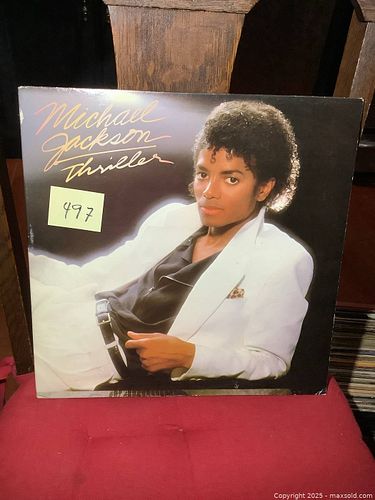 Michael
Jackson
Thriller
497
Copyright 2025 - maxsold.com